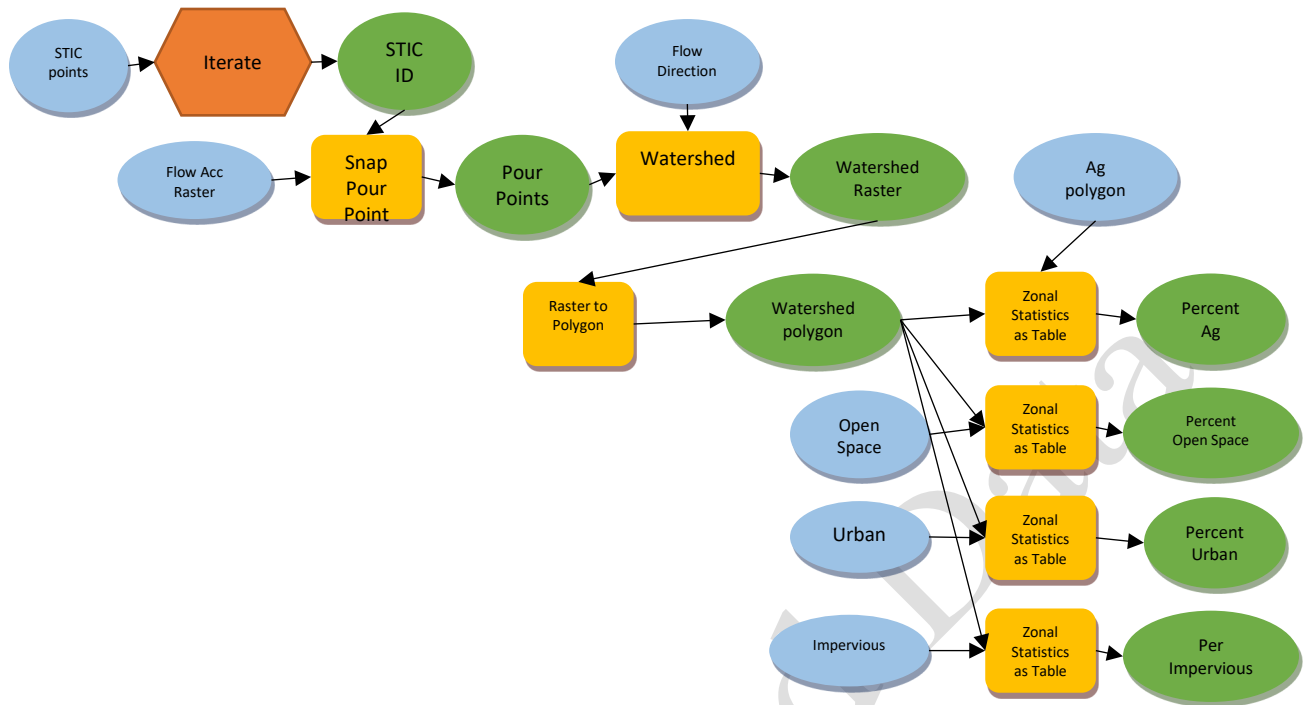 STIC
points
Iterate
STIC
ID
Flow
Direction
Flow Acc
Raster
Snap
Pour
Point
Pour
Points
Watershed
Watershed
Raster
Ag
polygon
Raster to
Polygon
Watershed
polygon
Zonal
Statistics
as Table
Percent
Ag
Open
Space
Zonal
Statistics
as Table
Percent
Open Space
Urban
Zonal
Statistics
as Table
Percent
Urban
Impervious
Zonal
Statistics
as Table
Per
Impervious